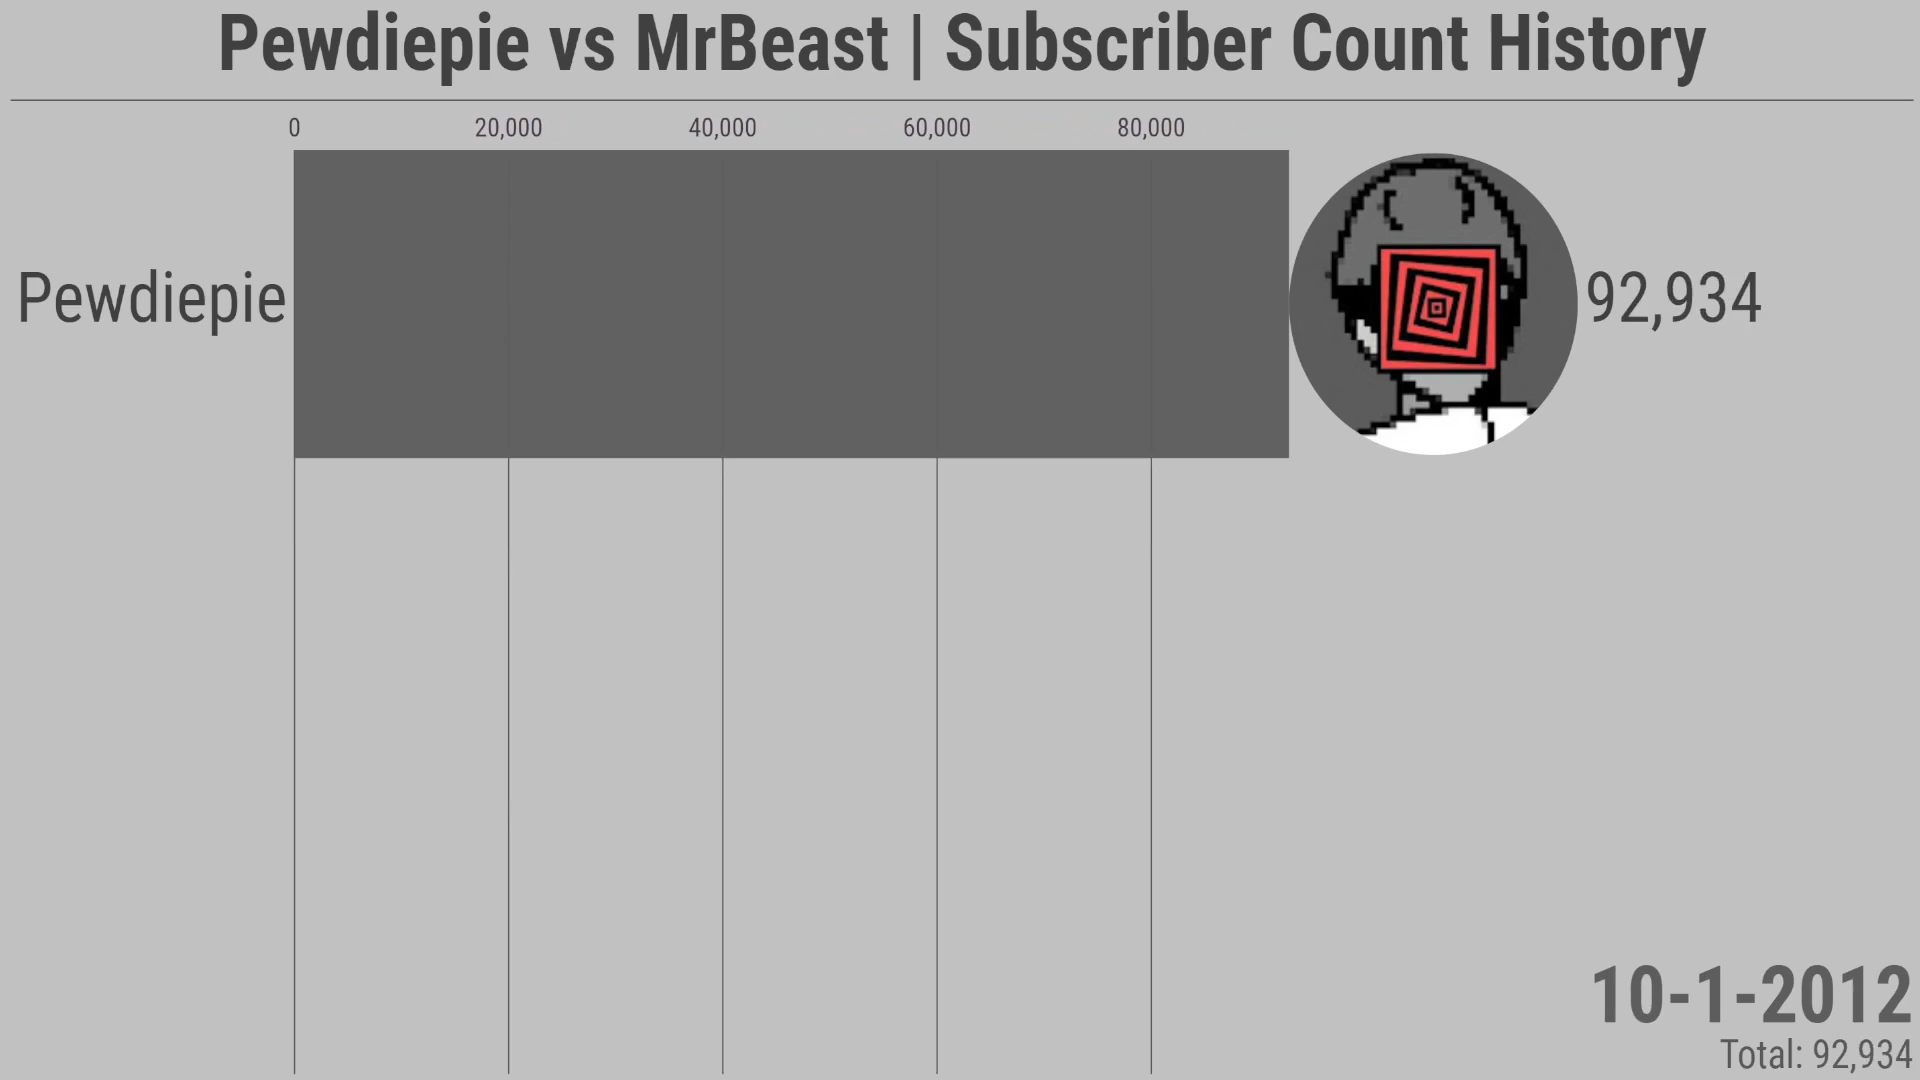 Pewdiepie vs MrBeast | Subscriber Count History
0 20,000 40,000 60,000 80,000
Pewdiepie 92,934
10-1-2012
Total: 92,934